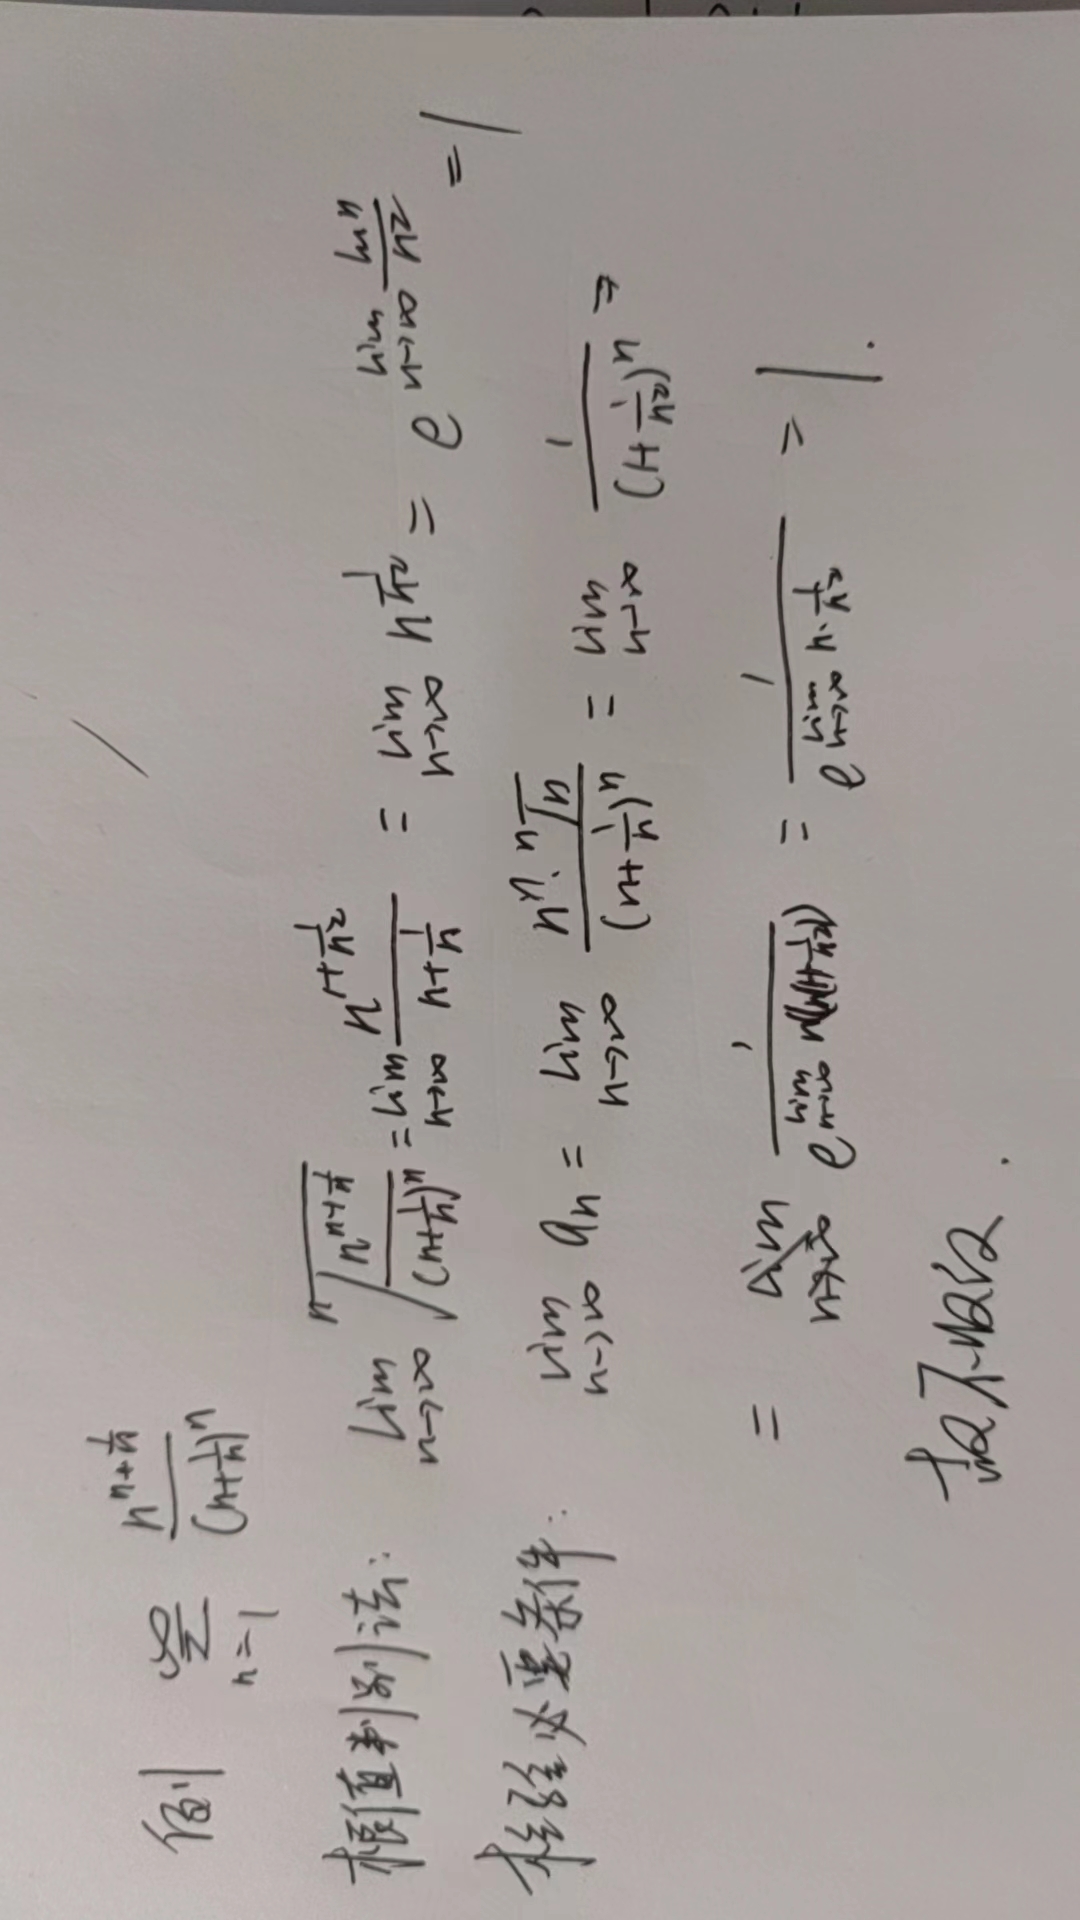 例 $\sum_{n=1}^{\infty} \frac{n^{n+\frac{1}{n}}}{(n+\frac{1}{n})^n}$
根值判别法: $\lim_{n\to\infty} \sqrt[n]{\frac{n^{n+\frac{1}{n}}}{(n+\frac{1}{n})^n}} = \lim_{n\to\infty} \frac{n^{1+\frac{1}{n^2}}}{n+\frac{1}{n}} = \lim_{n\to\infty} n^{\frac{1}{n^2}} = e^{\lim_{n\to\infty} \frac{\ln n}{n^2}} = 1$
检验必要条件: $\lim_{n\to\infty} a_n = \lim_{n\to\infty} \frac{n^n \cdot \sqrt[n]{n}}{(n+\frac{1}{n})^n} = \lim_{n\to\infty} \frac{1}{(1+\frac{1}{n^2})^n} =$
$= \lim_{n\to\infty} \frac{1}{e^{\lim_{n\to\infty} n(\ln(1+\frac{1}{n^2}))}} = \frac{1}{e^{\lim_{n\to\infty} n \cdot \frac{1}{n^2}}} = 1.$
故不收敛.